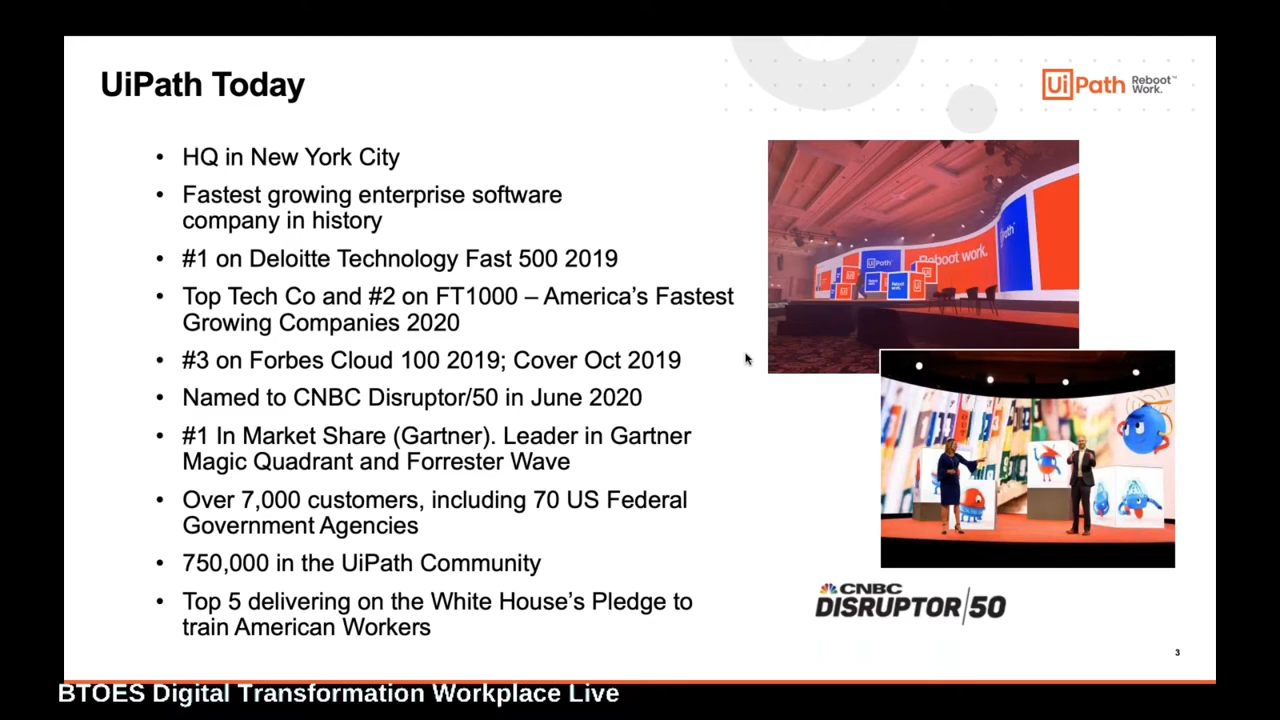 UiPath Today
UiPath Reboot™
Work.
• HQ in New York City
• Fastest growing enterprise software
company in history
• #1 on Deloitte Technology Fast 500 2019
• Top Tech Co and #2 on FT1000 – America's Fastest
Growing Companies 2020
• #3 on Forbes Cloud 100 2019; Cover Oct 2019
• Named to CNBC Disruptor/50 in June 2020
• #1 In Market Share (Gartner). Leader in Gartner
Magic Quadrant and Forrester Wave
• Over 7,000 customers, including 70 US Federal
Government Agencies
• 750,000 in the UiPath Community
• Top 5 delivering on the White House's Pledge to
train American Workers
UiPath
Reboot work.
Path
CNBC
DISRUPTOR/50
3
BTOES Digital Transformation Workplace Live